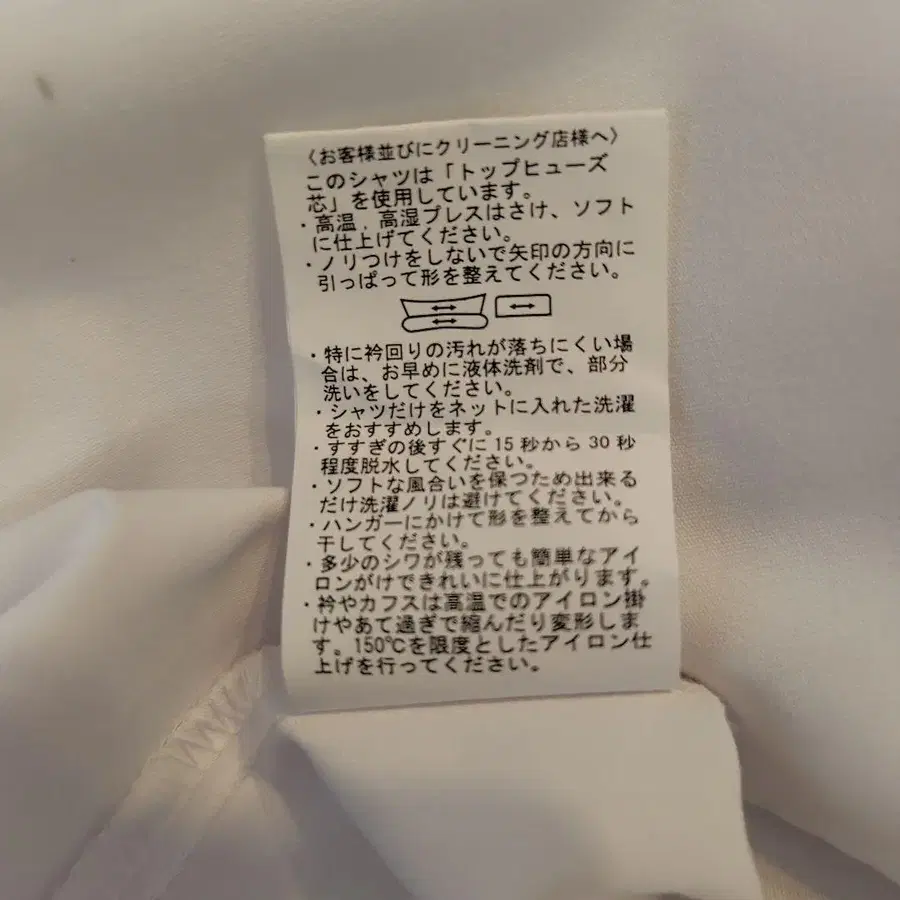 〈お客様並びにクリーニング店様へ〉
このシャツは「トップヒューズ
芯」を使用しています。
・高温，高湿プレスはさけ、ソフト
に仕上げてください。
・ノリつけをしないで矢印の方向に
引っぱって形を整えてください。
・特に衿回りの汚れが落ちにくい場
合は、お早めに液体洗剤で、部分
洗いをしてください。
・シャツだけをネットに入れた洗濯
をおすすめします。
・すすぎの後すぐに15秒から30秒
程度脱水してください。
・ソフトな風合いを保つため出来る
だけ洗濯ノリは避けてください。
・ハンガーにかけて形を整えてから
干してください。
・多少のシワが残っても簡単なアイ
ロンがけできれいに仕上がります。
・衿やカフスは高温でのアイロン掛
けやあて過ぎで縮んだり変形しま
す。150℃を限度としたアイロン仕
上げを行ってください。